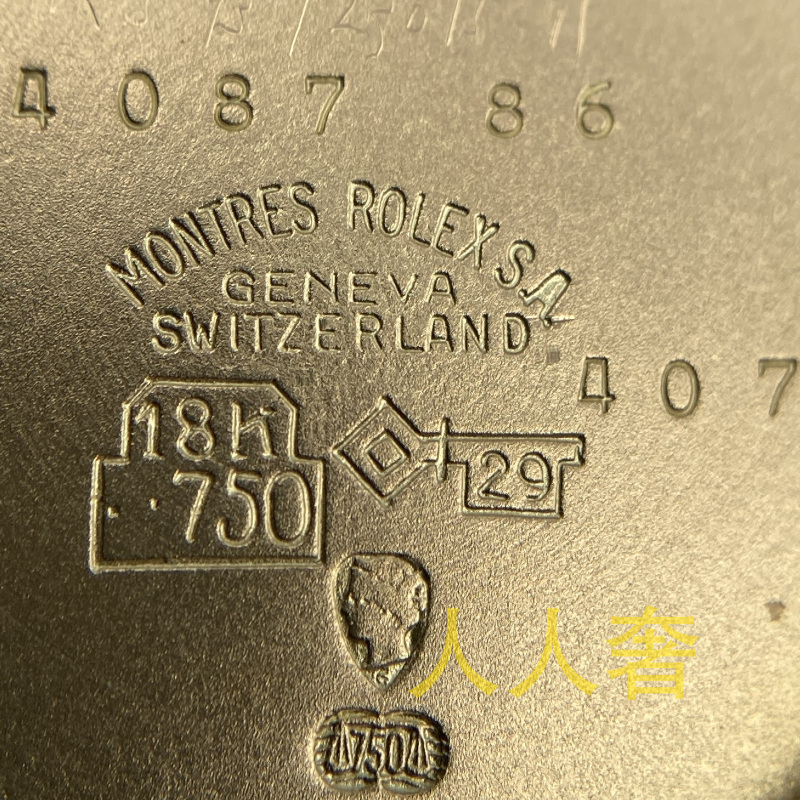 4087 86
MONTRES ROLEX S.A.
GENEVA
SWITZERLAND
407
18K
750
29
人人奢
750